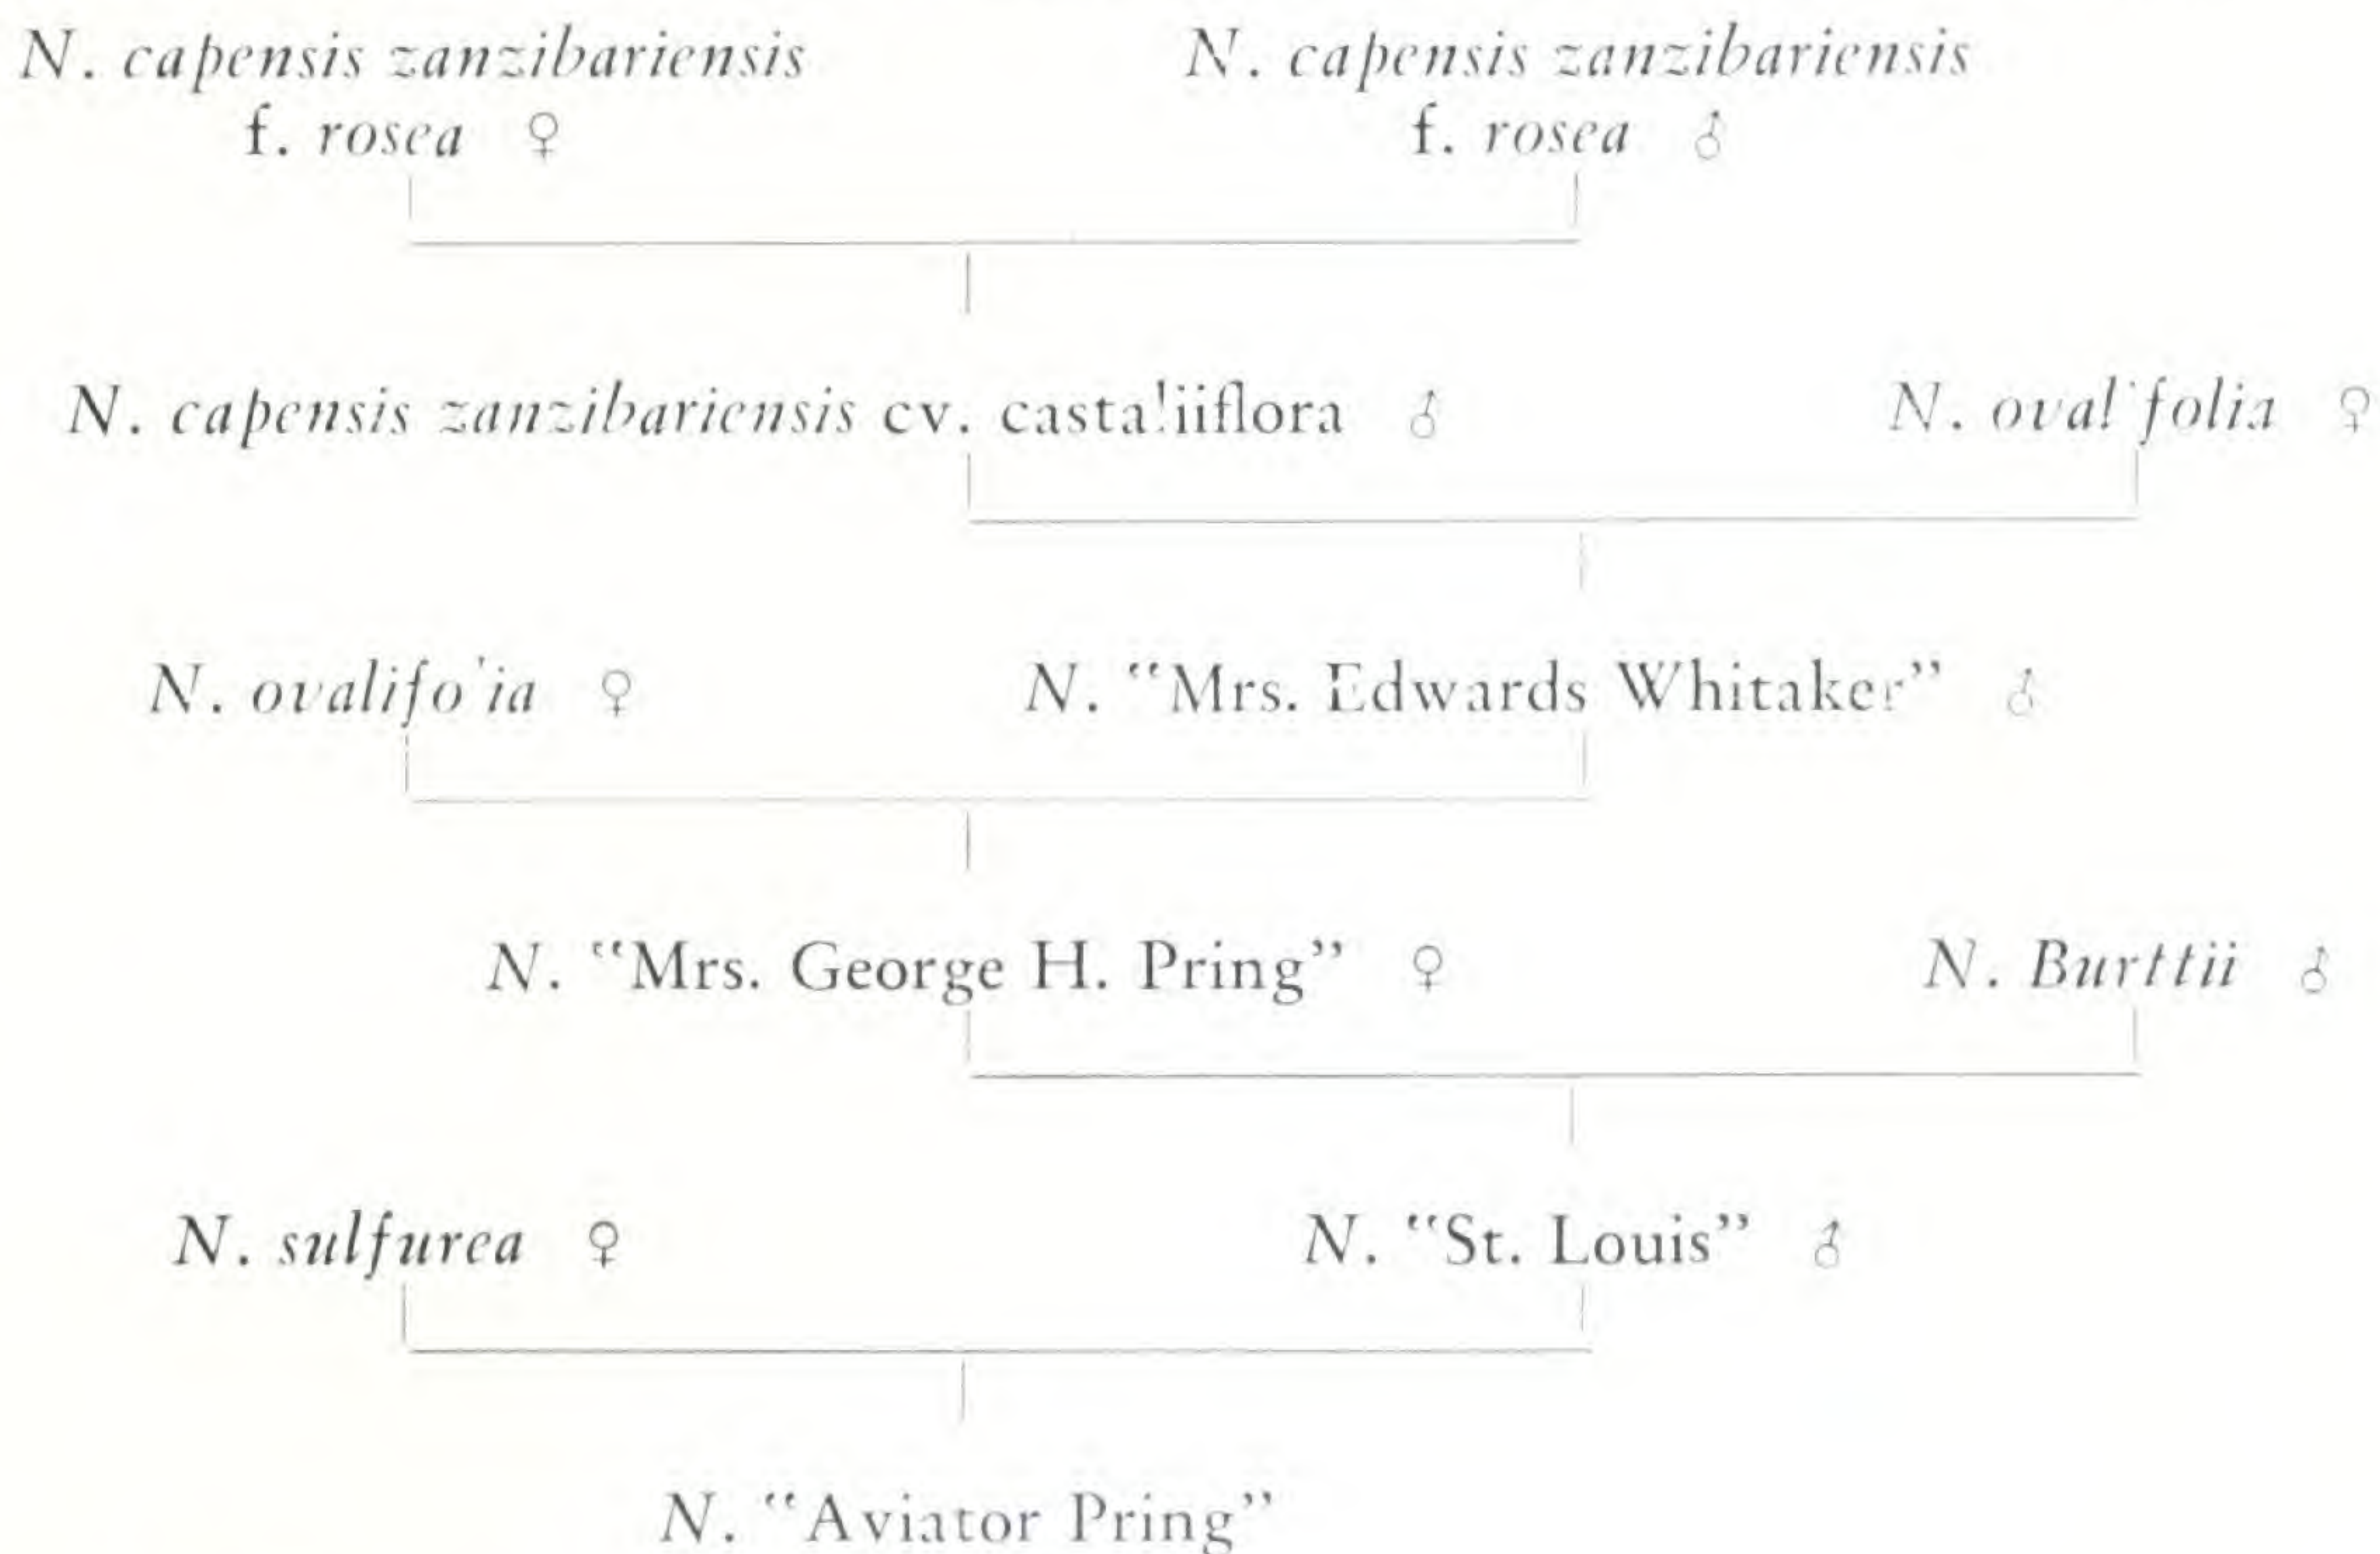 N. capensis zanzibariensis N. capensis zanzibariensis
f. rosea ♀ f. rosea ♂
N. capensis zanzibariensis cv. castaliiflora ♂ N. ovalifolia ♀
N. ovalifolia ♀ N. “Mrs. Edwards Whitaker” ♂
N. “Mrs. George H. Pring” ♀ N. Burttii ♂
N. sulfurea ♀ N. “St. Louis” ♂
N. “Aviator Pring”